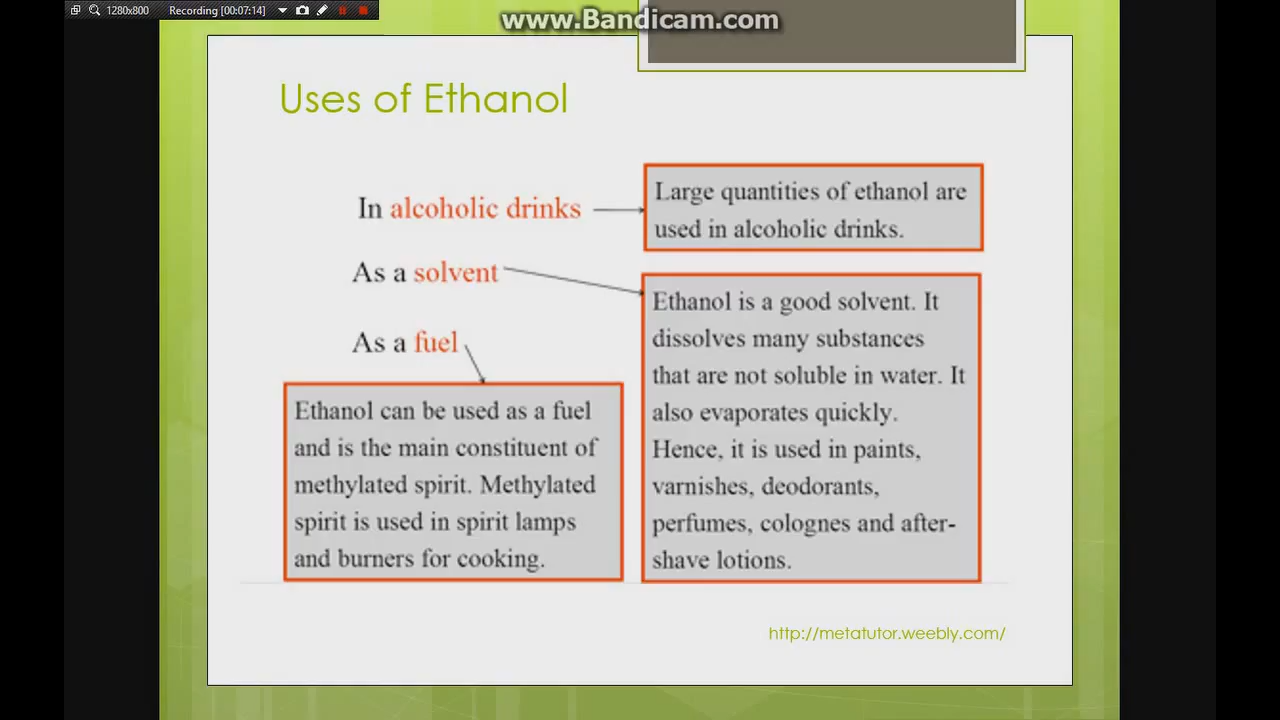 1280x800
Recording [00:07:14]
www.Bandicam.com
Uses of Ethanol
In alcoholic drinks
Large quantities of ethanol are
used in alcoholic drinks.
As a solvent
Ethanol is a good solvent. It
dissolves many substances
that are not soluble in water. It
also evaporates quickly.
Hence, it is used in paints,
varnishes, deodorants,
perfumes, colognes and after-
shave lotions.
As a fuel
Ethanol can be used as a fuel
and is the main constituent of
methylated spirit. Methylated
spirit is used in spirit lamps
and burners for cooking.
http://metatutor.weebly.com/